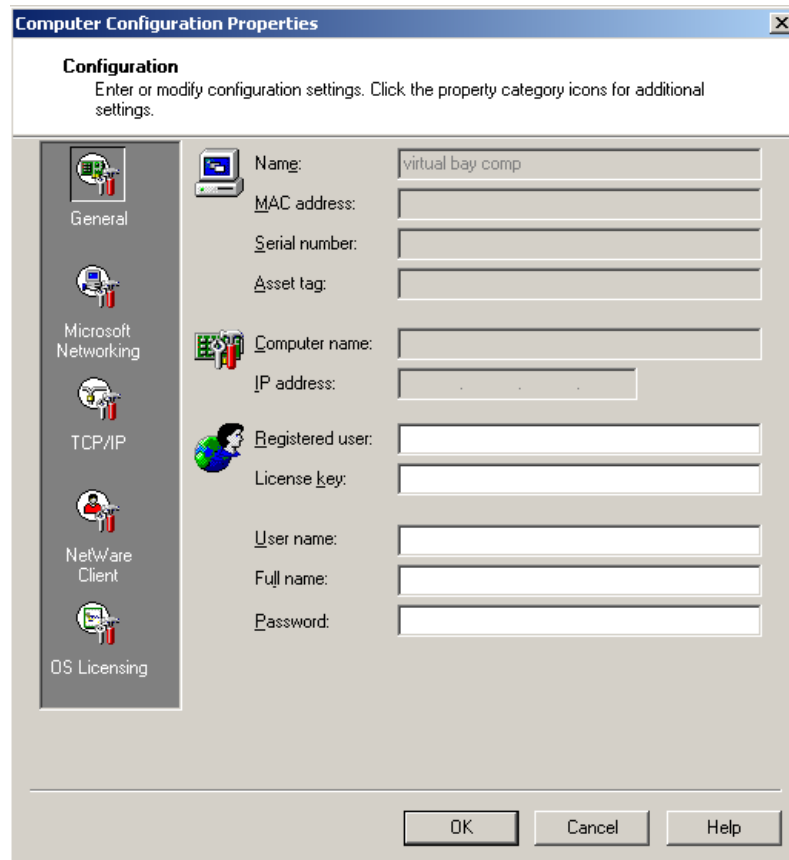 Computer Configuration Properties
Configuration
Enter or modify configuration settings. Click the property category icons for additional
settings.
General
Microsoft
Networking
TCP/IP
NetWare
Client
OS Licensing
Name:
virtual bay comp
MAC address:
Serial number:
Asset tag:
Computer name:
IP address:
. . .
Registered user:
License key:
User name:
Full name:
Password:
OK
Cancel
Help